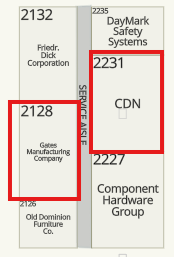 2132
Friedr.
Dick
Corporation
2128
Gates
Manufacturing
Company
2126
Old Dominion
Furniture
Co.
SERVICE AISLE
2235
DayMark
Safety
Systems
2231
CDN
2227
Component
Hardware
Group